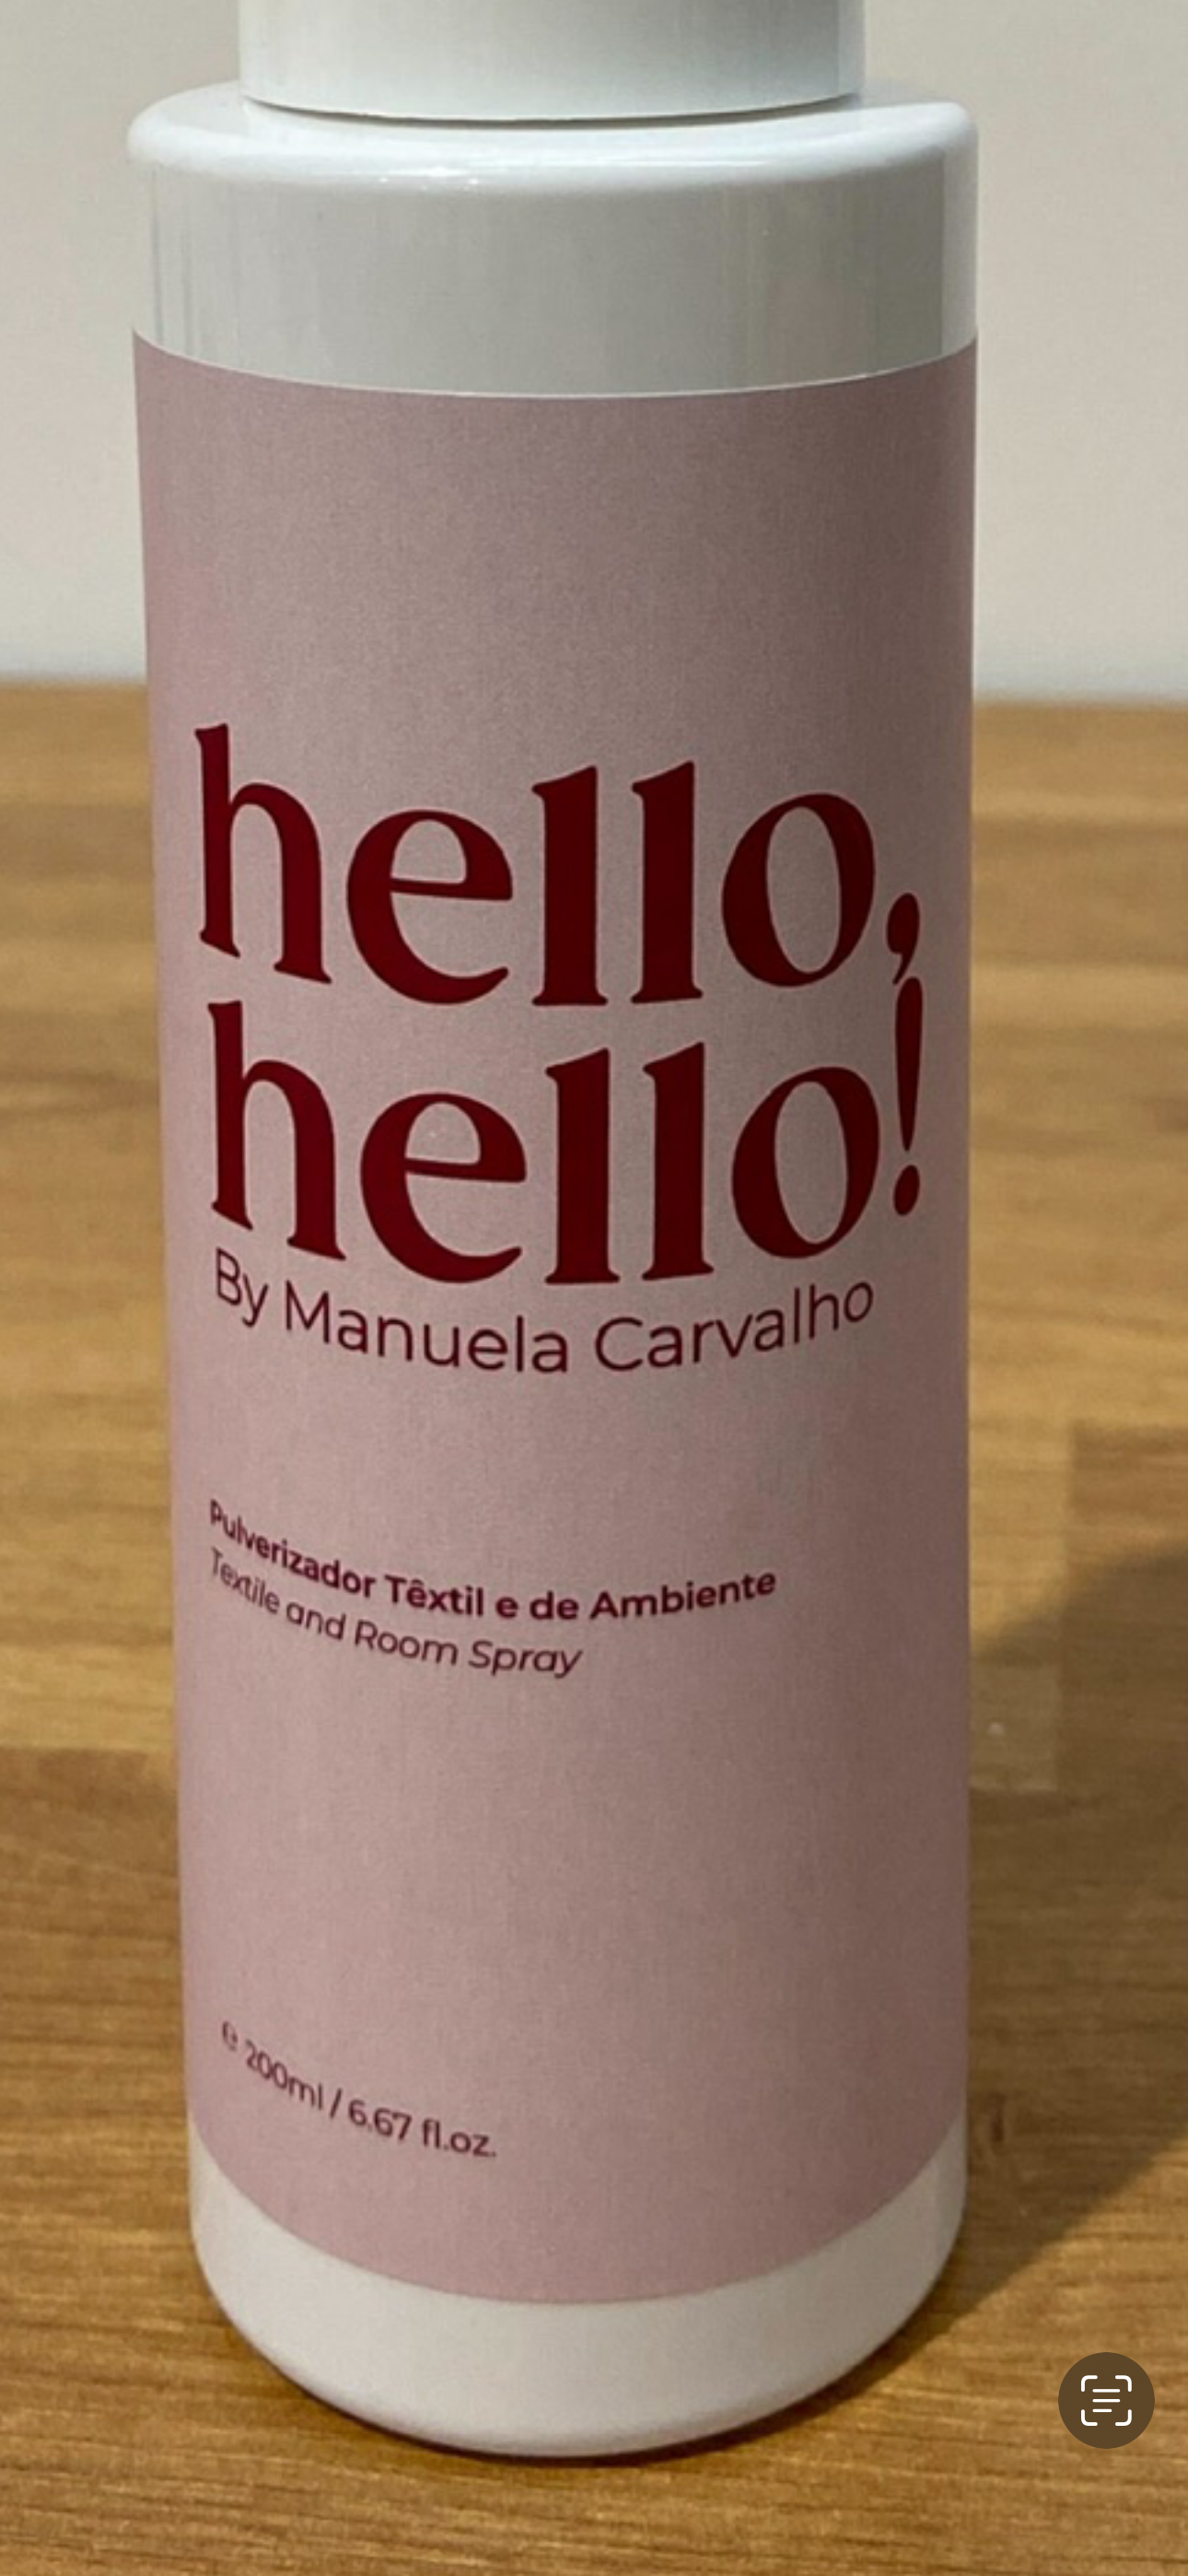 hello,
hello!
By Manuela Carvalho
Pulverizador Têxtil e de Ambiente
Textile and Room Spray
℮ 200ml / 6.67 fl.oz.